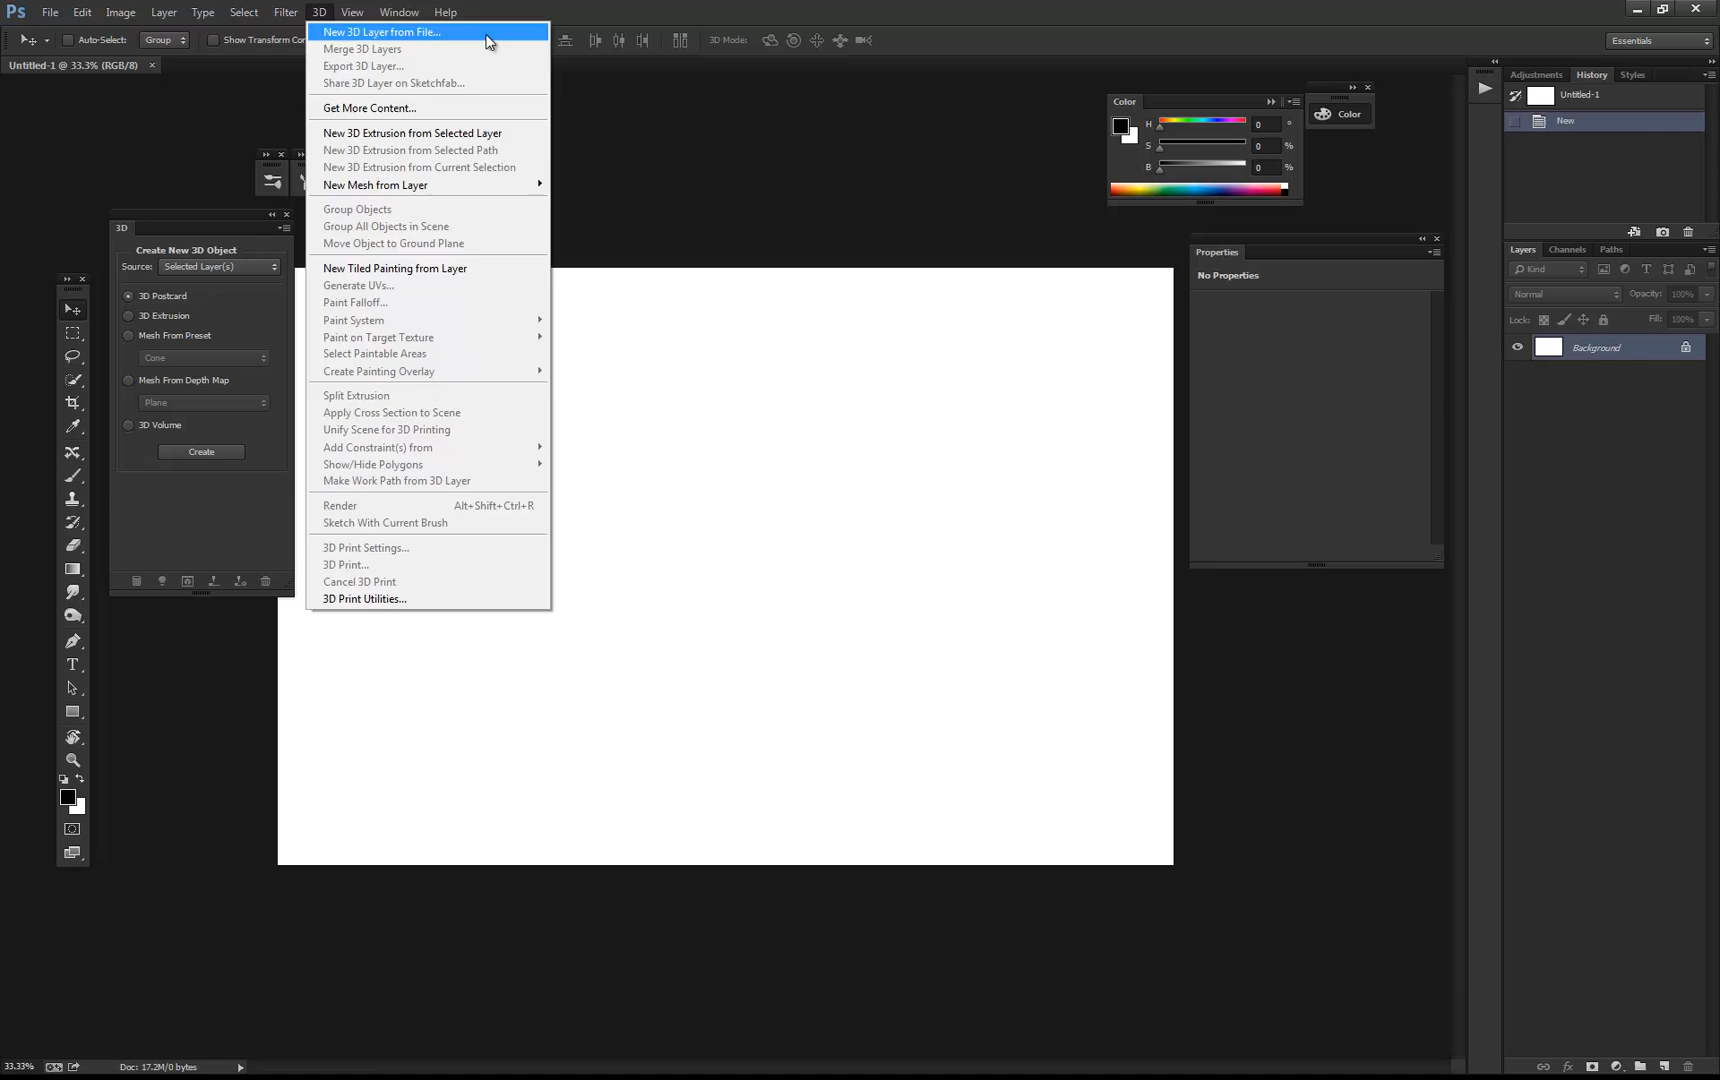 Ps File Edit Image Layer Type Select Filter 3D View Window Help
Auto-Select: Group Show Transform Con 3D Mode: Essentials
Untitled-1 @ 33.3% (RGB/8) ×
New 3D Layer from File...
Merge 3D Layers
Export 3D Layer...
Share 3D Layer on Sketchfab...
Get More Content...
New 3D Extrusion from Selected Layer
New 3D Extrusion from Selected Path
New 3D Extrusion from Current Selection
New Mesh from Layer
Group Objects
Group All Objects in Scene
Move Object to Ground Plane
New Tiled Painting from Layer
Generate UVs...
Paint Falloff...
Paint System
Paint on Target Texture
Select Paintable Areas
Create Painting Overlay
Split Extrusion
Apply Cross Section to Scene
Unify Scene for 3D Printing
Add Constraint(s) from
Show/Hide Polygons
Make Work Path from 3D Layer
Render Alt+Shift+Ctrl+R
Sketch With Current Brush
3D Print Settings...
3D Print...
Cancel 3D Print
3D Print Utilities...
3D
Create New 3D Object
Source: Selected Layer(s)
3D Postcard
3D Extrusion
Mesh From Preset
Cone
Mesh From Depth Map
Plane
3D Volume
Create
Color
H 0 °
S 0 %
B 0 %
Color
Properties
No Properties
Adjustments History Styles
Untitled-1
New
Layers Channels Paths
Kind
Normal Opacity: 100%
Lock: Fill: 100%
Background
T
33.33% Doc: 17.2M/0 bytes
fx